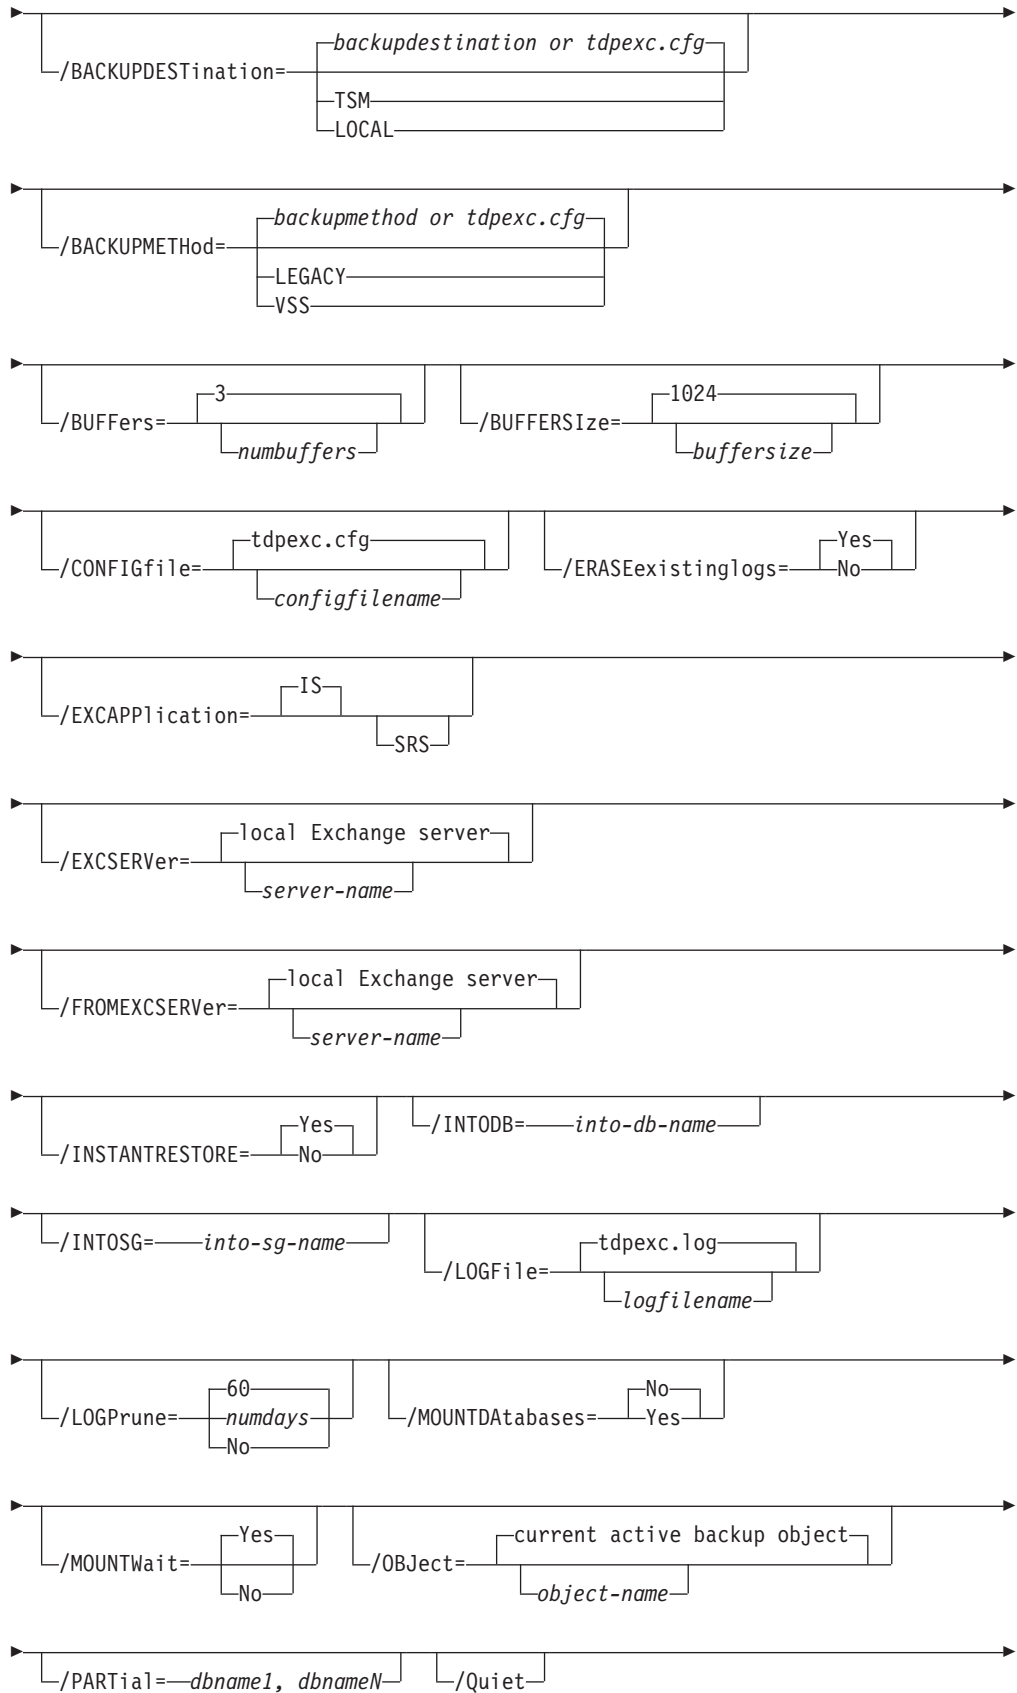 backupdestination or tdpexc.cfg
/BACKUPDESTination=
TSM
LOCAL
backupmethod or tdpexc.cfg
/BACKUPMETHod=
LEGACY
VSS
3 1024
/BUFFers= /BUFFERSIze=
numbuffers buffersize
tdpexc.cfg Yes
/CONFIGfile= /ERASEexistinglogs= No
configfilename
IS
/EXCAPPlication=
SRS
local Exchange server
/EXCSERVer=
server-name
local Exchange server
/FROMEXCSERVer=
server-name
Yes /INTODB= into-db-name
/INSTANTRESTORE= No
/INTOSG= into-sg-name tdpexc.log
/LOGFile=
logfilename
60 No
/LOGPrune= numdays /MOUNTDAtabases= Yes
No
Yes current active backup object
/MOUNTWait= /OBJect=
No object-name
/PARTial= dbname1, dbnameN /Quiet